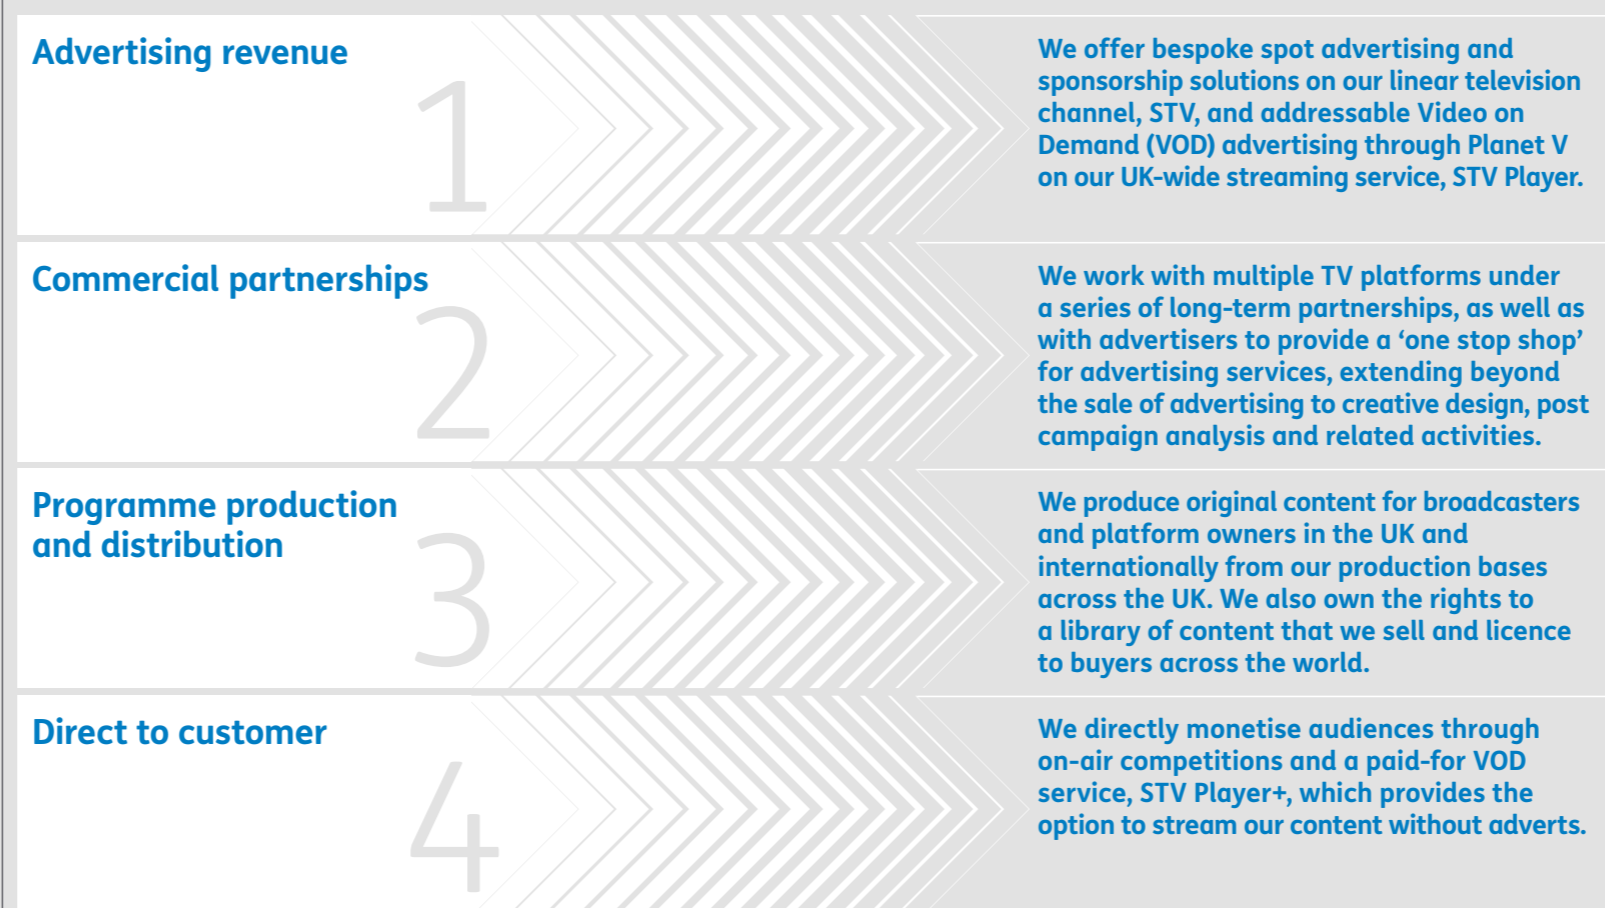 Advertising revenue
1
We offer bespoke spot advertising and
sponsorship solutions on our linear television
channel, STV, and addressable Video on
Demand (VOD) advertising through Planet V
on our UK-wide streaming service, STV Player.
Commercial partnerships
2
We work with multiple TV platforms under
a series of long-term partnerships, as well as
with advertisers to provide a ‘one stop shop’
for advertising services, extending beyond
the sale of advertising to creative design, post
campaign analysis and related activities.
Programme production
and distribution
3
We produce original content for broadcasters
and platform owners in the UK and
internationally from our production bases
across the UK. We also own the rights to
a library of content that we sell and licence
to buyers across the world.
Direct to customer
4
We directly monetise audiences through
on-air competitions and a paid-for VOD
service, STV Player+, which provides the
option to stream our content without adverts.